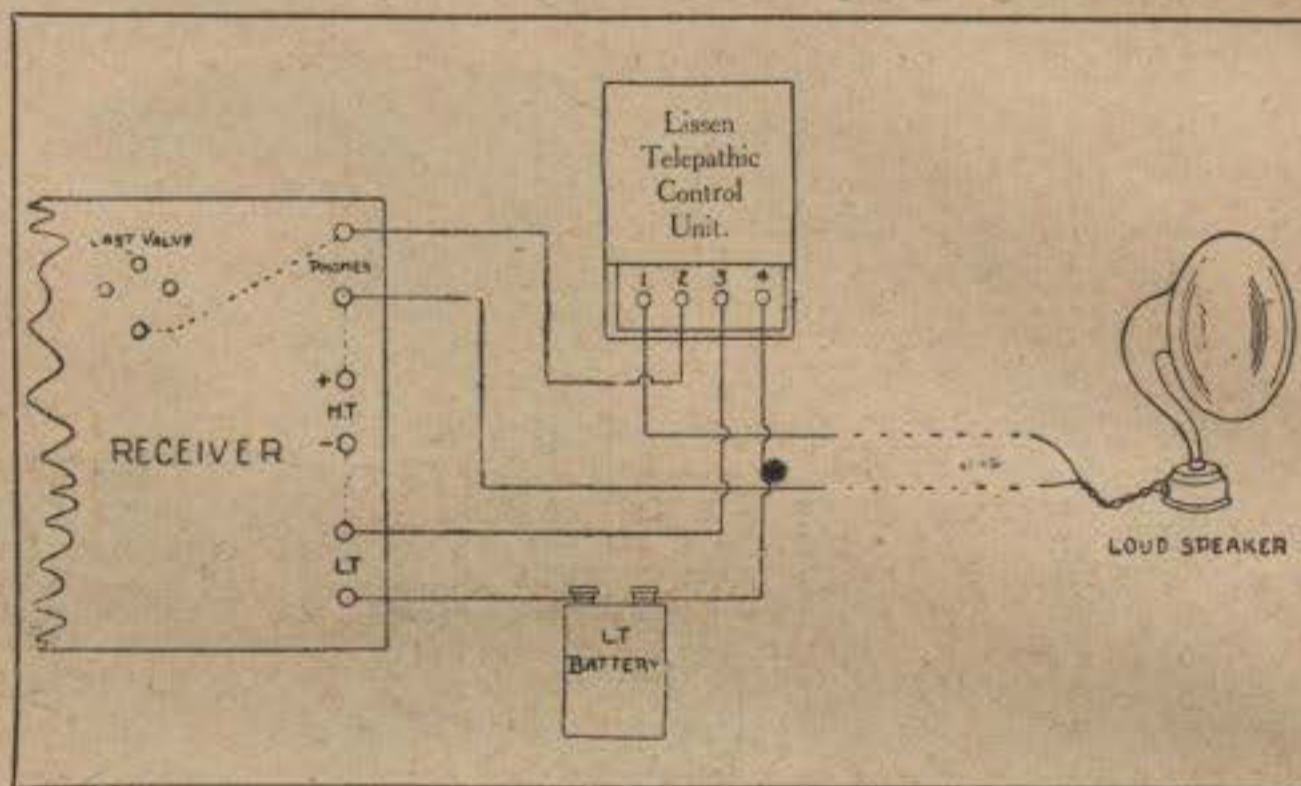 Lissen
Telepathic
Control
Unit.
1 2 3 4
LAST VALVE
PHONES
+
H.T
-
RECEIVER
LT
LT
BATTERY
LOUD SPEAKER